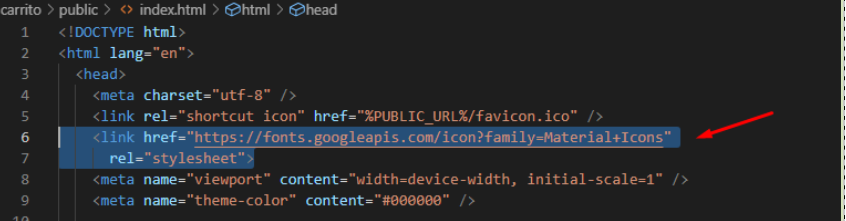 carrito > public > <> index.html > html > head
1 <!DOCTYPE html>
2 <html lang="en">
3 <head>
4 <meta charset="utf-8" />
5 <link rel="shortcut icon" href="%PUBLIC_URL%/favicon.ico" />
6 <link href="https://fonts.googleapis.com/icon?family=Material+Icons"
7 rel="stylesheet">
8 <meta name="viewport" content="width=device-width, initial-scale=1" />
9 <meta name="theme-color" content="#000000" />
10